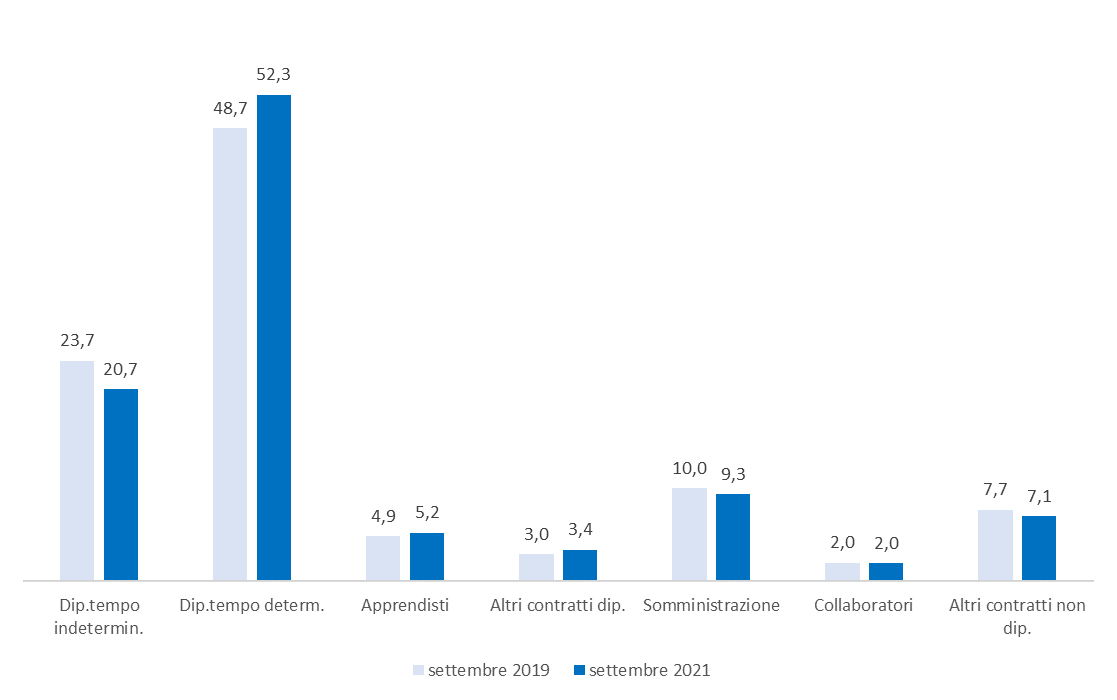 52,3
48,7
23,7
20,7
10,0
9,3
7,7
7,1
4,9
5,2
3,0
3,4
2,0
2,0
Dip.tempo
indetermin.
Dip.tempo determ.
Apprendisti
Altri contratti dip.
Somministrazione
Collaboratori
Altri contratti non
dip.
settembre 2019
settembre 2021